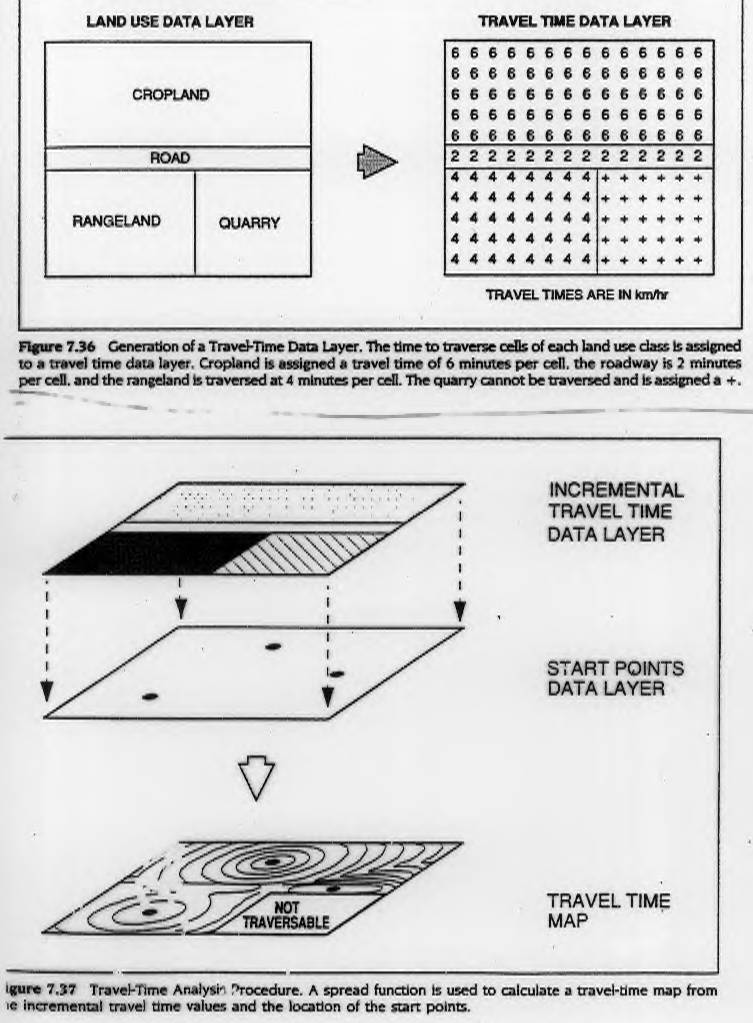 LAND USE DATA LAYER
CROPLAND
ROAD
RANGELAND
QUARRY
TRAVEL TIME DATA LAYER
6 6 6 6 6 6 6 6 6 6 6 6 6 6
6 6 6 6 6 6 6 6 6 6 6 6 6 6
6 6 6 6 6 6 6 6 6 6 6 6 6 6
6 6 6 6 6 6 6 6 6 6 6 6 6 6
6 6 6 6 6 6 6 6 6 6 6 6 6 6
2 2 2 2 2 2 2 2 2 2 2 2 2 2
4 4 4 4 4 4 4 4 + + + + + +
4 4 4 4 4 4 4 4 + + + + + +
4 4 4 4 4 4 4 4 + + + + + +
4 4 4 4 4 4 4 4 + + + + + +
4 4 4 4 4 4 4 4 + + + + + +
TRAVEL TIMES ARE IN km/hr
Figure 7.36 Generation of a Travel-Time Data Layer. The time to traverse cells of each land use class is assigned
to a travel time data layer. Cropland is assigned a travel time of 6 minutes per cell, the roadway is 2 minutes
per cell, and the rangeland is traversed at 4 minutes per cell. The quarry cannot be traversed and is assigned a +.
INCREMENTAL
TRAVEL TIME
DATA LAYER
START POINTS
DATA LAYER
NOT
TRAVERSABLE
TRAVEL TIME
MAP
igure 7.37 Travel-Time Analysis Procedure. A spread function is used to calculate a travel-time map from
e incremental travel time values and the location of the start points.